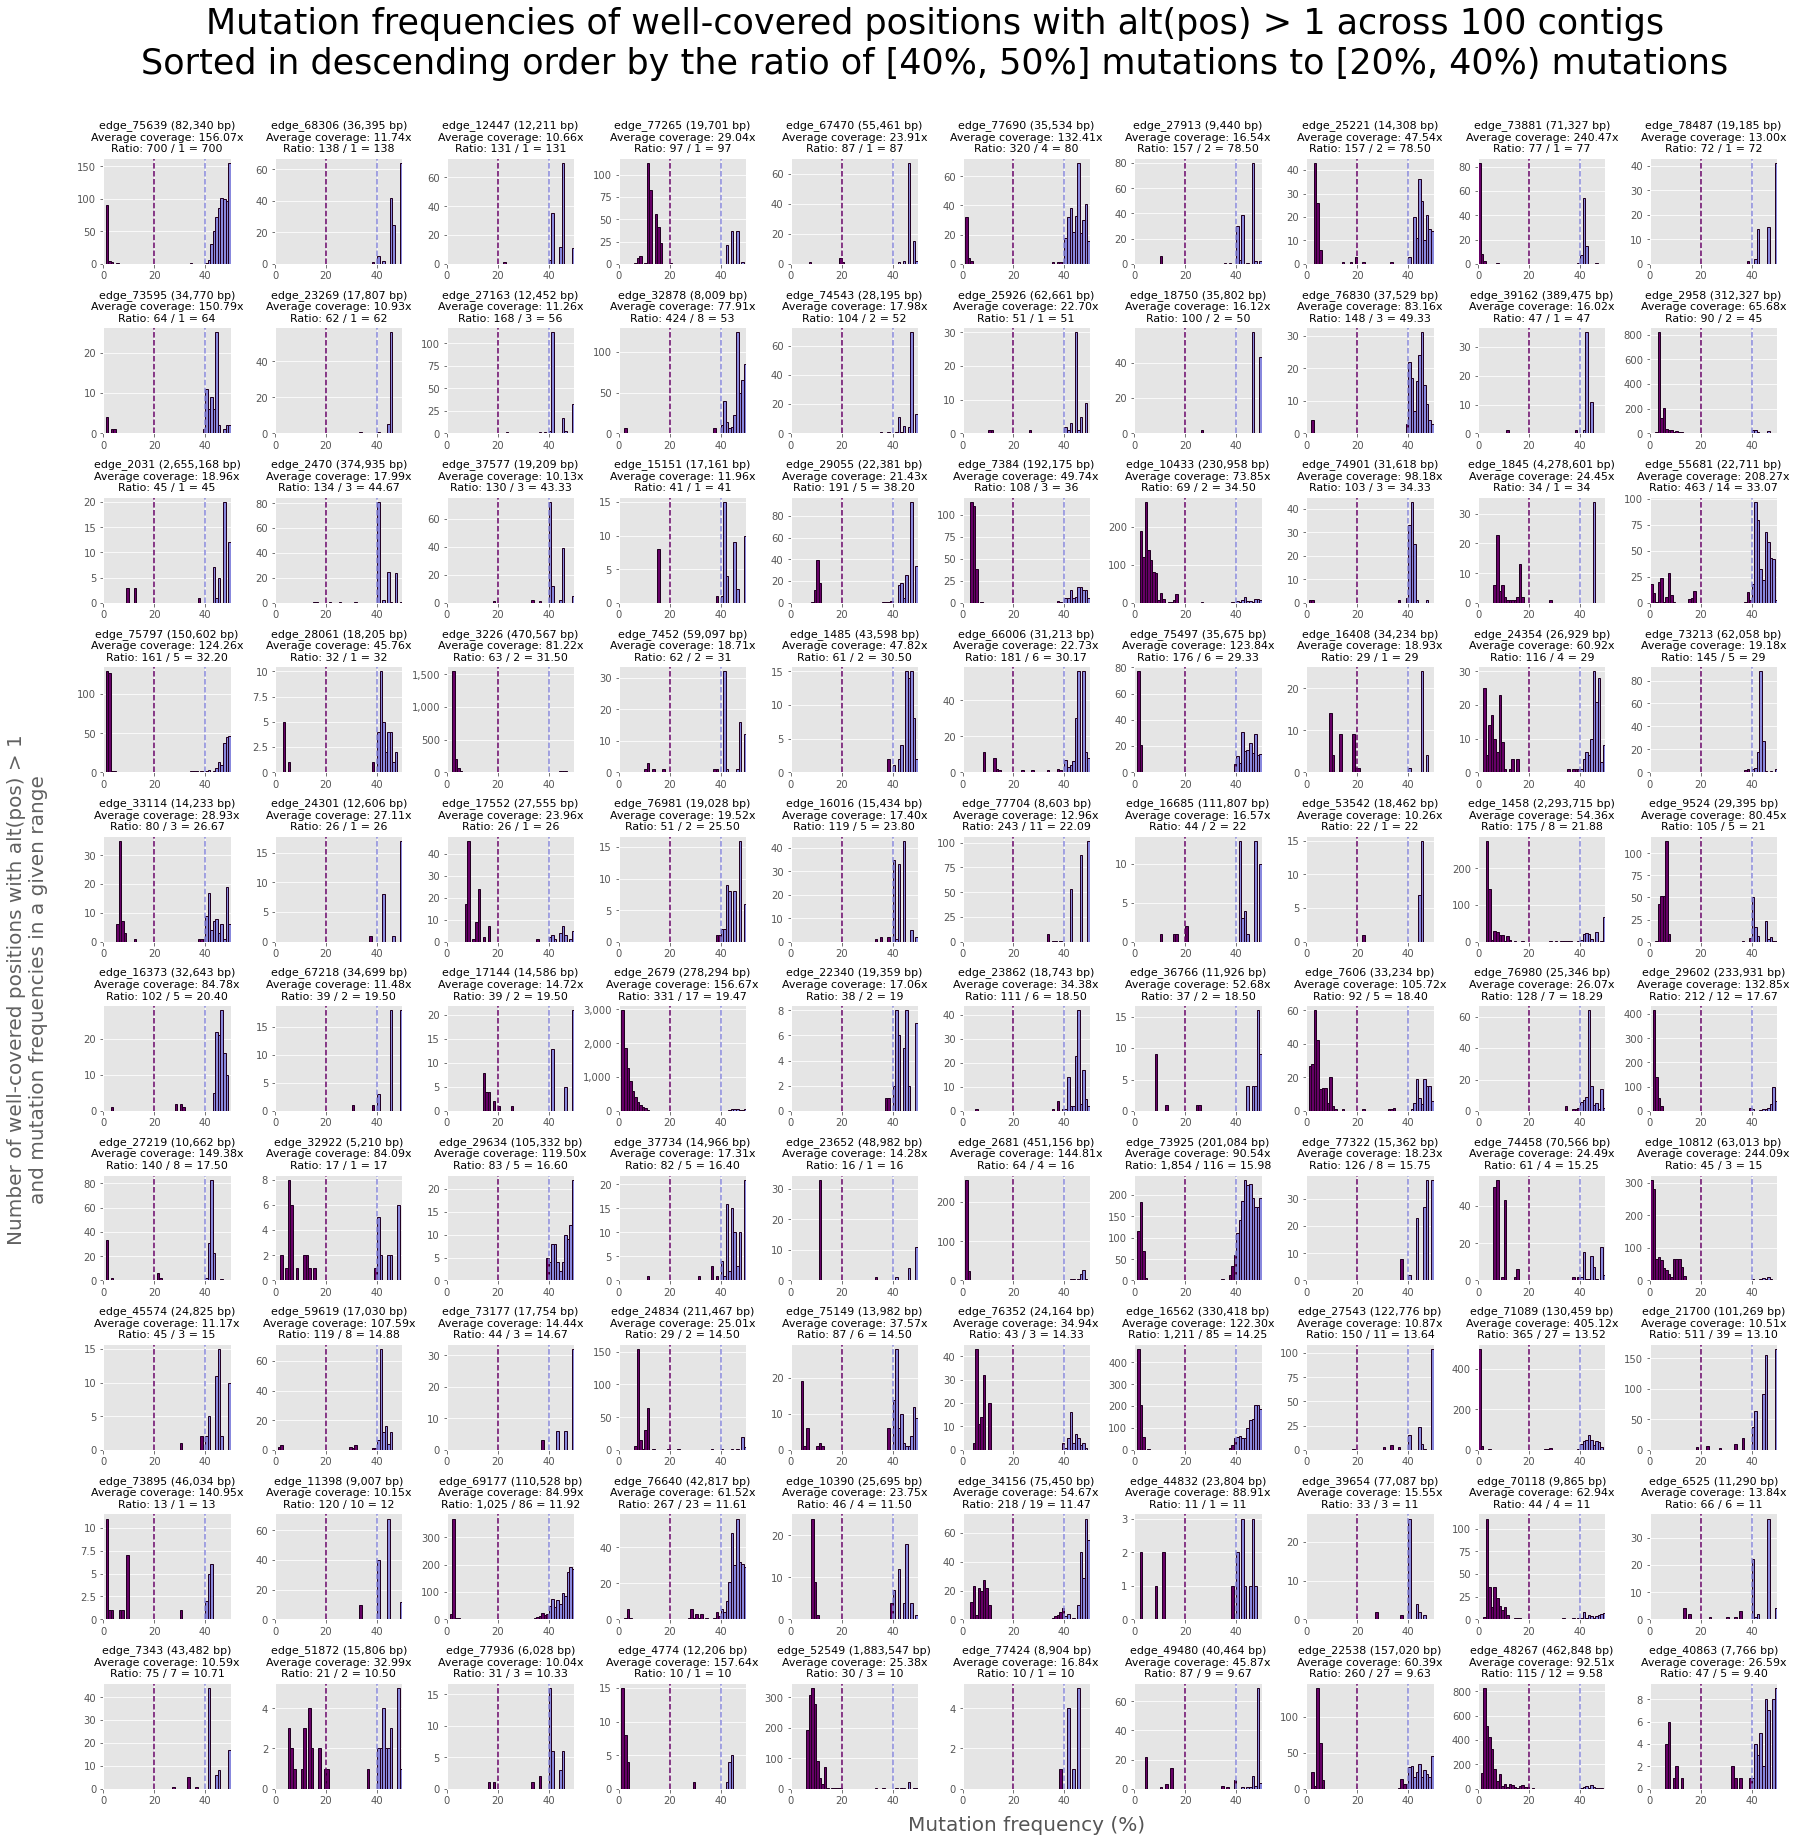 Mutation frequencies of well-covered positions with alt(pos) > 1 across 100 contigs
Sorted in descending order by the ratio of [40%, 50%] mutations to [20%, 40%) mutations
edge_75639 (82,340 bp)
Average coverage: 156.07x
Ratio: 700 / 1 = 700
edge_68306 (36,395 bp)
Average coverage: 11.74x
Ratio: 138 / 1 = 138
edge_12447 (12,211 bp)
Average coverage: 10.66x
Ratio: 131 / 1 = 131
edge_77265 (19,701 bp)
Average coverage: 29.04x
Ratio: 97 / 1 = 97
edge_67470 (55,461 bp)
Average coverage: 23.91x
Ratio: 87 / 1 = 87
edge_77690 (35,534 bp)
Average coverage: 132.41x
Ratio: 320 / 4 = 80
edge_27913 (9,440 bp)
Average coverage: 16.54x
Ratio: 157 / 2 = 78.50
edge_25221 (14,308 bp)
Average coverage: 47.54x
Ratio: 157 / 2 = 78.50
edge_73881 (71,327 bp)
Average coverage: 240.47x
Ratio: 77 / 1 = 77
edge_78487 (19,185 bp)
Average coverage: 13.00x
Ratio: 72 / 1 = 72
edge_73595 (34,770 bp)
Average coverage: 150.79x
Ratio: 64 / 1 = 64
edge_23269 (17,807 bp)
Average coverage: 10.93x
Ratio: 62 / 1 = 62
edge_27163 (12,452 bp)
Average coverage: 11.26x
Ratio: 168 / 3 = 56
edge_32878 (8,009 bp)
Average coverage: 77.91x
Ratio: 424 / 8 = 53
edge_74543 (28,195 bp)
Average coverage: 17.98x
Ratio: 104 / 2 = 52
edge_25926 (62,661 bp)
Average coverage: 22.70x
Ratio: 51 / 1 = 51
edge_18750 (35,802 bp)
Average coverage: 16.12x
Ratio: 100 / 2 = 50
edge_76830 (37,529 bp)
Average coverage: 83.16x
Ratio: 148 / 3 = 49.33
edge_39162 (389,475 bp)
Average coverage: 16.02x
Ratio: 47 / 1 = 47
edge_2958 (312,327 bp)
Average coverage: 65.68x
Ratio: 90 / 2 = 45
edge_2031 (2,655,168 bp)
Average coverage: 18.96x
Ratio: 45 / 1 = 45
edge_2470 (374,935 bp)
Average coverage: 17.99x
Ratio: 134 / 3 = 44.67
edge_37577 (19,209 bp)
Average coverage: 10.13x
Ratio: 130 / 3 = 43.33
edge_15151 (17,161 bp)
Average coverage: 11.96x
Ratio: 41 / 1 = 41
edge_29055 (22,381 bp)
Average coverage: 21.43x
Ratio: 191 / 5 = 38.20
edge_7384 (192,175 bp)
Average coverage: 49.74x
Ratio: 108 / 3 = 36
edge_10433 (230,958 bp)
Average coverage: 73.85x
Ratio: 69 / 2 = 34.50
edge_74901 (31,618 bp)
Average coverage: 98.18x
Ratio: 103 / 3 = 34.33
edge_1845 (4,278,601 bp)
Average coverage: 24.45x
Ratio: 34 / 1 = 34
edge_55681 (22,711 bp)
Average coverage: 208.27x
Ratio: 463 / 14 = 33.07
edge_75797 (150,602 bp)
Average coverage: 124.26x
Ratio: 161 / 5 = 32.20
edge_28061 (18,205 bp)
Average coverage: 45.76x
Ratio: 32 / 1 = 32
edge_3226 (470,567 bp)
Average coverage: 81.22x
Ratio: 63 / 2 = 31.50
edge_7452 (59,097 bp)
Average coverage: 18.71x
Ratio: 62 / 2 = 31
edge_1485 (43,598 bp)
Average coverage: 47.82x
Ratio: 61 / 2 = 30.50
edge_66006 (31,213 bp)
Average coverage: 22.73x
Ratio: 181 / 6 = 30.17
edge_75497 (35,675 bp)
Average coverage: 123.84x
Ratio: 176 / 6 = 29.33
edge_16408 (34,234 bp)
Average coverage: 18.93x
Ratio: 29 / 1 = 29
edge_24354 (26,929 bp)
Average coverage: 60.92x
Ratio: 116 / 4 = 29
edge_73213 (62,058 bp)
Average coverage: 19.18x
Ratio: 145 / 5 = 29
edge_33114 (14,233 bp)
Average coverage: 28.93x
Ratio: 80 / 3 = 26.67
edge_24301 (12,606 bp)
Average coverage: 27.11x
Ratio: 26 / 1 = 26
edge_17552 (27,555 bp)
Average coverage: 23.96x
Ratio: 26 / 1 = 26
edge_76981 (19,028 bp)
Average coverage: 19.52x
Ratio: 51 / 2 = 25.50
edge_16016 (15,434 bp)
Average coverage: 17.40x
Ratio: 119 / 5 = 23.80
edge_77704 (8,603 bp)
Average coverage: 12.96x
Ratio: 243 / 11 = 22.09
edge_16685 (111,807 bp)
Average coverage: 16.57x
Ratio: 44 / 2 = 22
edge_53542 (18,462 bp)
Average coverage: 10.26x
Ratio: 22 / 1 = 22
edge_1458 (2,293,715 bp)
Average coverage: 54.36x
Ratio: 175 / 8 = 21.88
edge_9524 (29,395 bp)
Average coverage: 80.45x
Ratio: 105 / 5 = 21
edge_16373 (32,643 bp)
Average coverage: 84.78x
Ratio: 102 / 5 = 20.40
edge_67218 (34,699 bp)
Average coverage: 11.48x
Ratio: 39 / 2 = 19.50
edge_17144 (14,586 bp)
Average coverage: 14.72x
Ratio: 39 / 2 = 19.50
edge_2679 (278,294 bp)
Average coverage: 156.67x
Ratio: 331 / 17 = 19.47
edge_22340 (19,359 bp)
Average coverage: 17.06x
Ratio: 38 / 2 = 19
edge_23862 (18,743 bp)
Average coverage: 34.38x
Ratio: 111 / 6 = 18.50
edge_36766 (11,926 bp)
Average coverage: 52.68x
Ratio: 37 / 2 = 18.50
edge_7606 (33,234 bp)
Average coverage: 105.72x
Ratio: 92 / 5 = 18.40
edge_76980 (25,346 bp)
Average coverage: 26.07x
Ratio: 128 / 7 = 18.29
edge_29602 (233,931 bp)
Average coverage: 132.85x
Ratio: 212 / 12 = 17.67
edge_27219 (10,662 bp)
Average coverage: 149.38x
Ratio: 140 / 8 = 17.50
edge_32922 (5,210 bp)
Average coverage: 84.09x
Ratio: 17 / 1 = 17
edge_29634 (105,332 bp)
Average coverage: 119.50x
Ratio: 83 / 5 = 16.60
edge_37734 (14,966 bp)
Average coverage: 17.31x
Ratio: 82 / 5 = 16.40
edge_23652 (48,982 bp)
Average coverage: 14.28x
Ratio: 16 / 1 = 16
edge_2681 (451,156 bp)
Average coverage: 144.81x
Ratio: 64 / 4 = 16
edge_73925 (201,084 bp)
Average coverage: 90.54x
Ratio: 1,854 / 116 = 15.98
edge_77322 (15,362 bp)
Average coverage: 18.23x
Ratio: 126 / 8 = 15.75
edge_74458 (70,566 bp)
Average coverage: 24.49x
Ratio: 61 / 4 = 15.25
edge_10812 (63,013 bp)
Average coverage: 244.09x
Ratio: 45 / 3 = 15
edge_45574 (24,825 bp)
Average coverage: 11.17x
Ratio: 45 / 3 = 15
edge_59619 (17,030 bp)
Average coverage: 107.59x
Ratio: 119 / 8 = 14.88
edge_73177 (17,754 bp)
Average coverage: 14.44x
Ratio: 44 / 3 = 14.67
edge_24834 (211,467 bp)
Average coverage: 25.01x
Ratio: 29 / 2 = 14.50
edge_75149 (13,982 bp)
Average coverage: 37.57x
Ratio: 87 / 6 = 14.50
edge_76352 (24,164 bp)
Average coverage: 34.94x
Ratio: 43 / 3 = 14.33
edge_16562 (330,418 bp)
Average coverage: 122.30x
Ratio: 1,211 / 85 = 14.25
edge_27543 (122,776 bp)
Average coverage: 10.87x
Ratio: 150 / 11 = 13.64
edge_71089 (130,459 bp)
Average coverage: 405.12x
Ratio: 365 / 27 = 13.52
edge_21700 (101,269 bp)
Average coverage: 10.51x
Ratio: 511 / 39 = 13.10
edge_73895 (46,034 bp)
Average coverage: 140.95x
Ratio: 13 / 1 = 13
edge_11398 (9,007 bp)
Average coverage: 10.15x
Ratio: 120 / 10 = 12
edge_69177 (110,528 bp)
Average coverage: 84.99x
Ratio: 1,025 / 86 = 11.92
edge_76640 (42,817 bp)
Average coverage: 61.52x
Ratio: 267 / 23 = 11.61
edge_10390 (25,695 bp)
Average coverage: 23.75x
Ratio: 46 / 4 = 11.50
edge_34156 (75,450 bp)
Average coverage: 54.67x
Ratio: 218 / 19 = 11.47
edge_44832 (23,804 bp)
Average coverage: 88.91x
Ratio: 11 / 1 = 11
edge_39654 (77,087 bp)
Average coverage: 15.55x
Ratio: 33 / 3 = 11
edge_70118 (9,865 bp)
Average coverage: 62.94x
Ratio: 44 / 4 = 11
edge_6525 (11,290 bp)
Average coverage: 13.84x
Ratio: 66 / 6 = 11
edge_7343 (43,482 bp)
Average coverage: 10.59x
Ratio: 75 / 7 = 10.71
edge_51872 (15,806 bp)
Average coverage: 32.99x
Ratio: 21 / 2 = 10.50
edge_77936 (6,028 bp)
Average coverage: 10.04x
Ratio: 31 / 3 = 10.33
edge_4774 (12,206 bp)
Average coverage: 157.64x
Ratio: 10 / 1 = 10
edge_52549 (1,883,547 bp)
Average coverage: 25.38x
Ratio: 30 / 3 = 10
edge_77424 (8,904 bp)
Average coverage: 16.84x
Ratio: 10 / 1 = 10
edge_49480 (40,464 bp)
Average coverage: 45.87x
Ratio: 87 / 9 = 9.67
edge_22538 (157,020 bp)
Average coverage: 60.39x
Ratio: 260 / 27 = 9.63
edge_48267 (462,848 bp)
Average coverage: 92.51x
Ratio: 115 / 12 = 9.58
edge_40863 (7,766 bp)
Average coverage: 26.59x
Ratio: 47 / 5 = 9.40
Number of well-covered positions with alt(pos) > 1
and mutation frequencies in a given range
Mutation frequency (%)